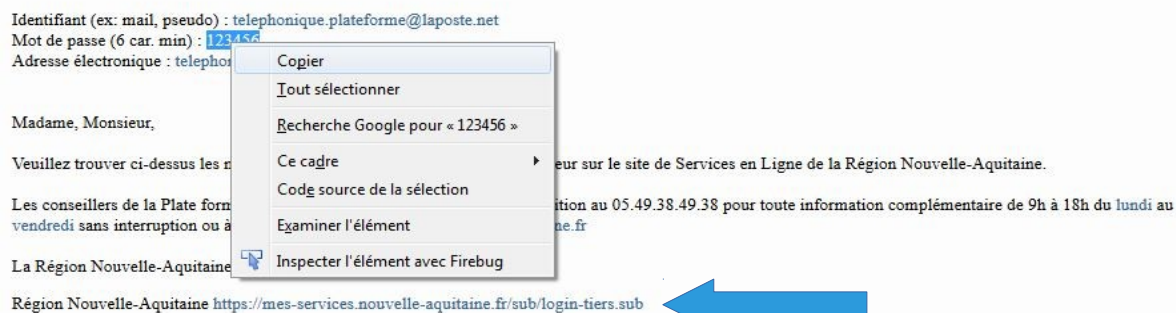 Identifiant (ex: mail, pseudo) : telephonique.plateforme@laposte.net
Mot de passe (6 car. min) : 123456
Adresse électronique :
Copier
Tout sélectionner
Recherche Google pour « 123456 »
Ce cadre
Code source de la sélection
Examiner l'élément
Inspecter l'élément avec Firebug
Madame, Monsieur,
Veuillez trouver ci-dessus les eur sur le site de Services en Ligne de la Région Nouvelle-Aquitaine.
Les conseillers de la Plate form ition au 05.49.38.49.38 pour toute information complémentaire de 9h à 18h du lundi au
vendredi sans interruption ou à ne.fr
La Région Nouvelle-Aquitaine
Région Nouvelle-Aquitaine https://mes-services.nouvelle-aquitaine.fr/sub/login-tiers.sub